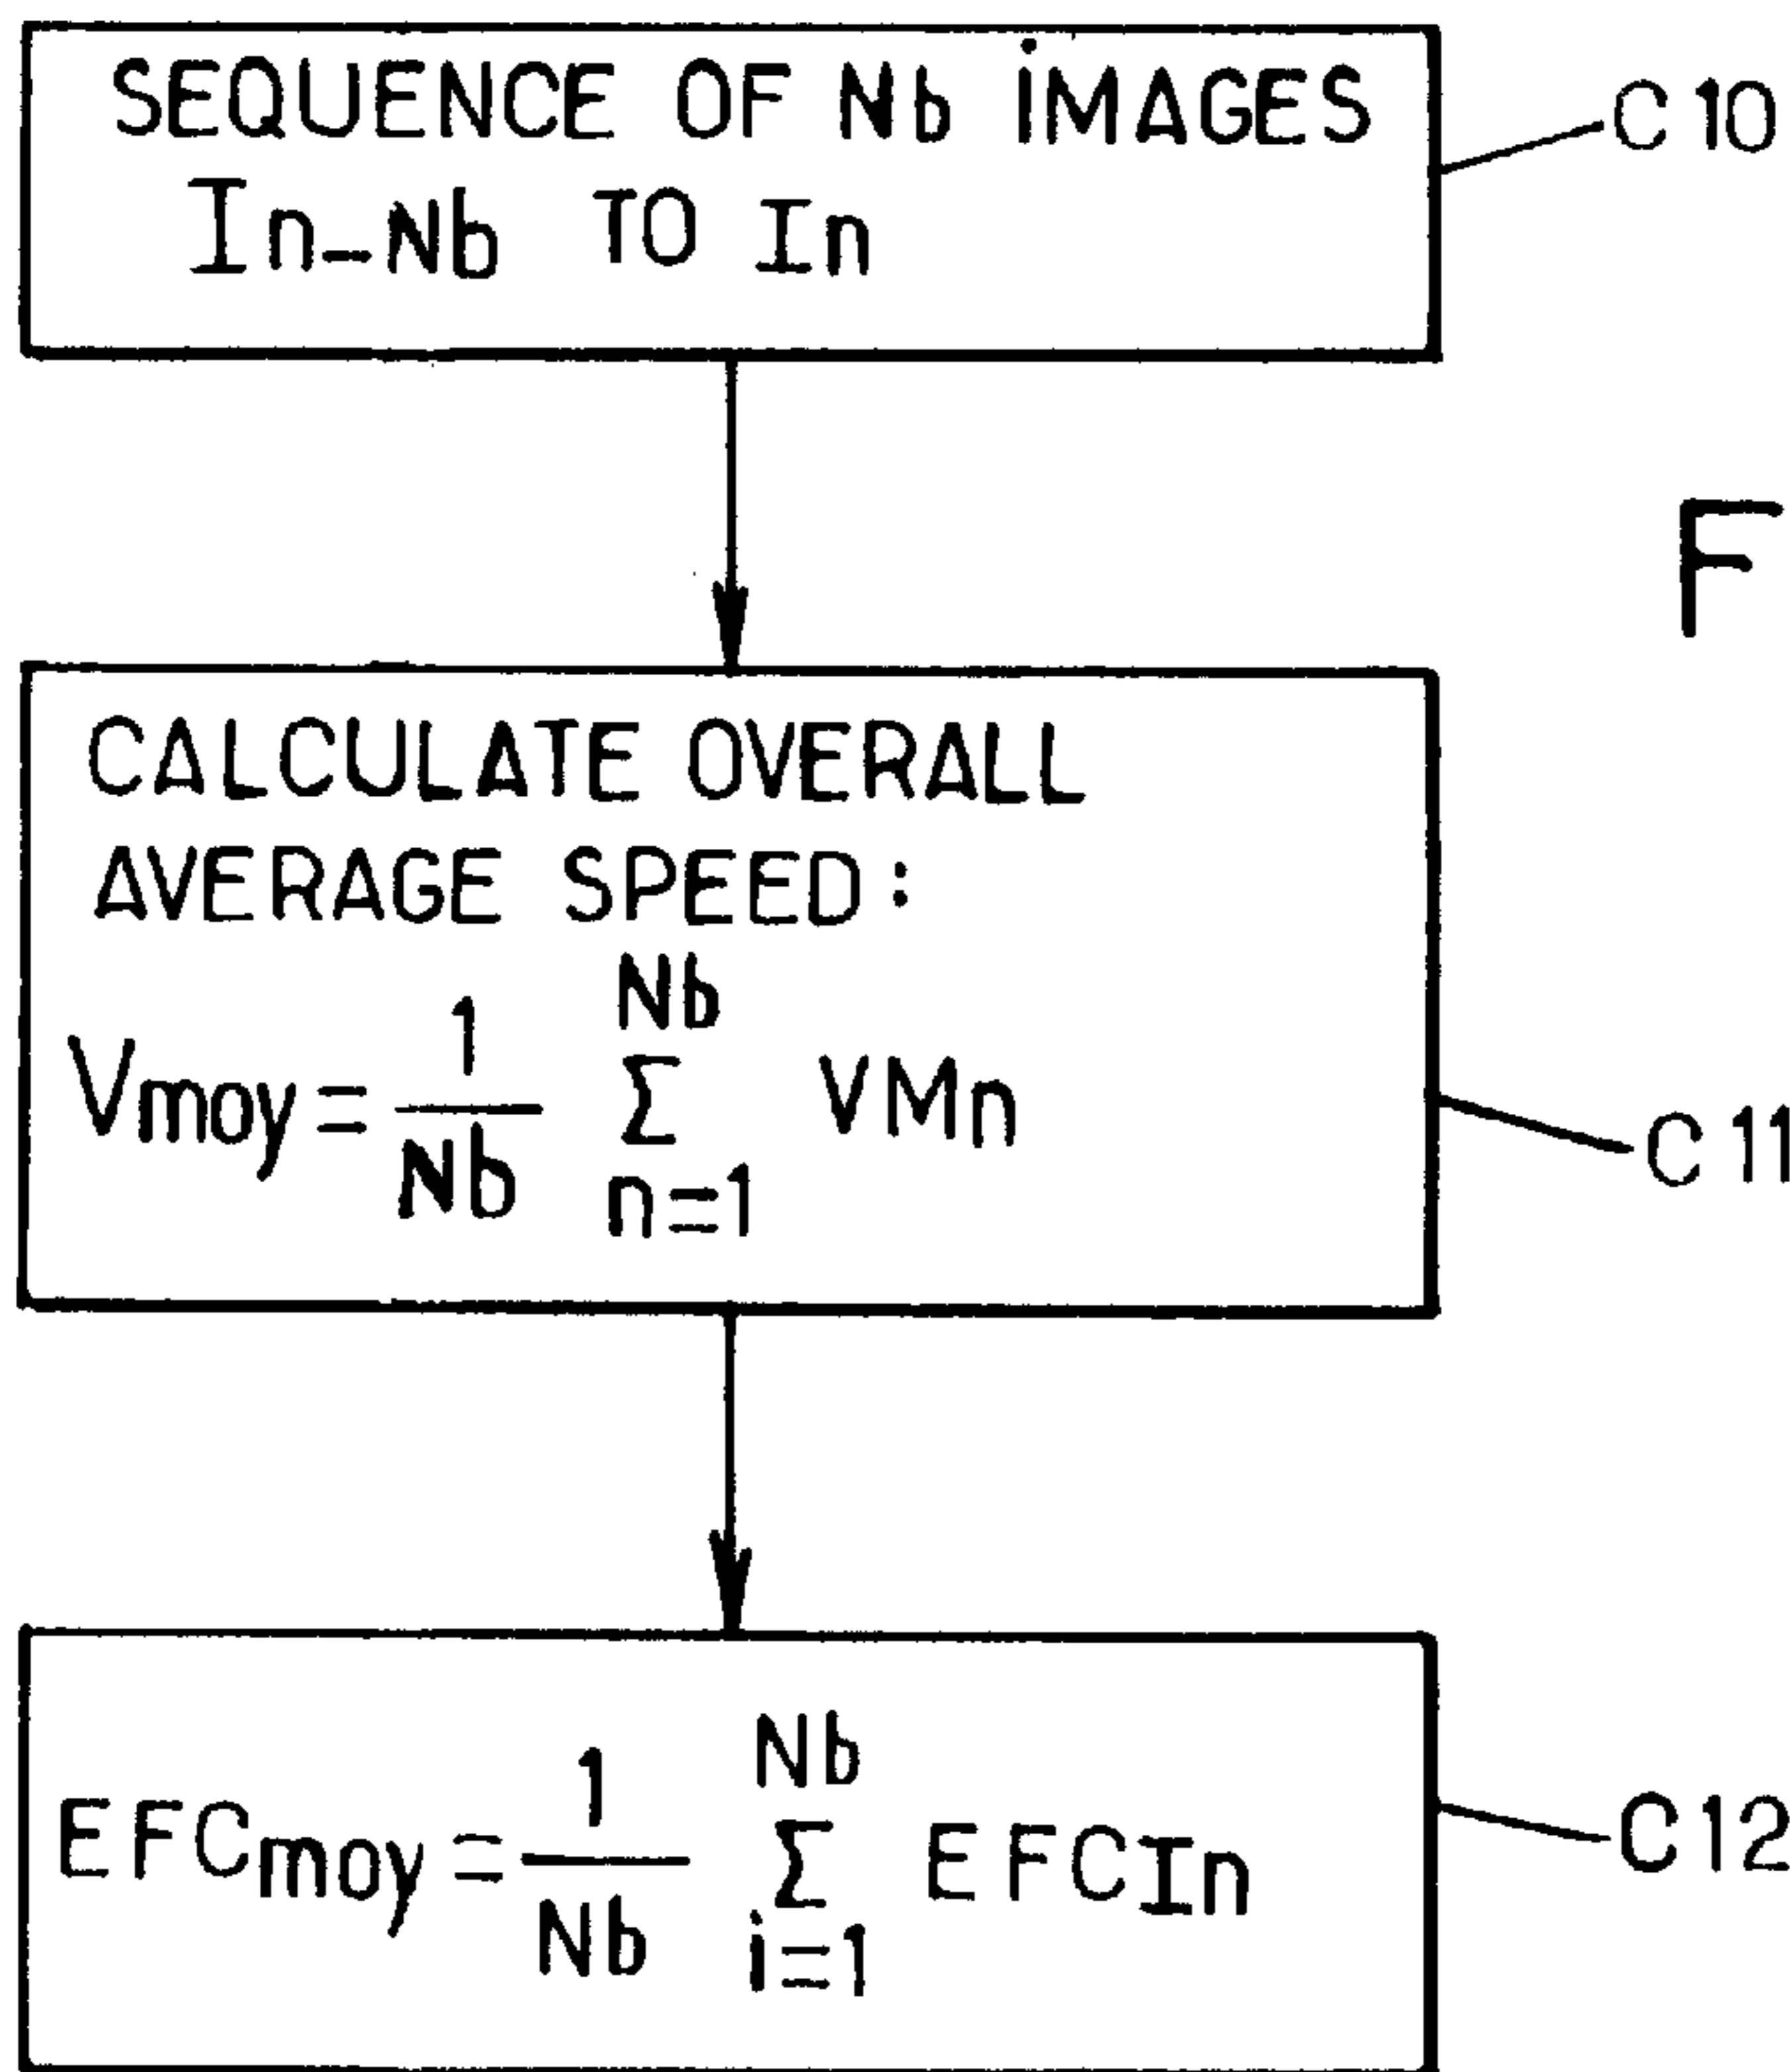 SEQUENCE OF Nb IMAGES
In-Nb TO In
C10
F
CALCULATE OVERALL
AVERAGE SPEED:
Vmoy = 1/Nb Nb Σ n=1 VMn
C11
EFCmoy = 1/Nb Nb Σ i=1 EFCIn
C12